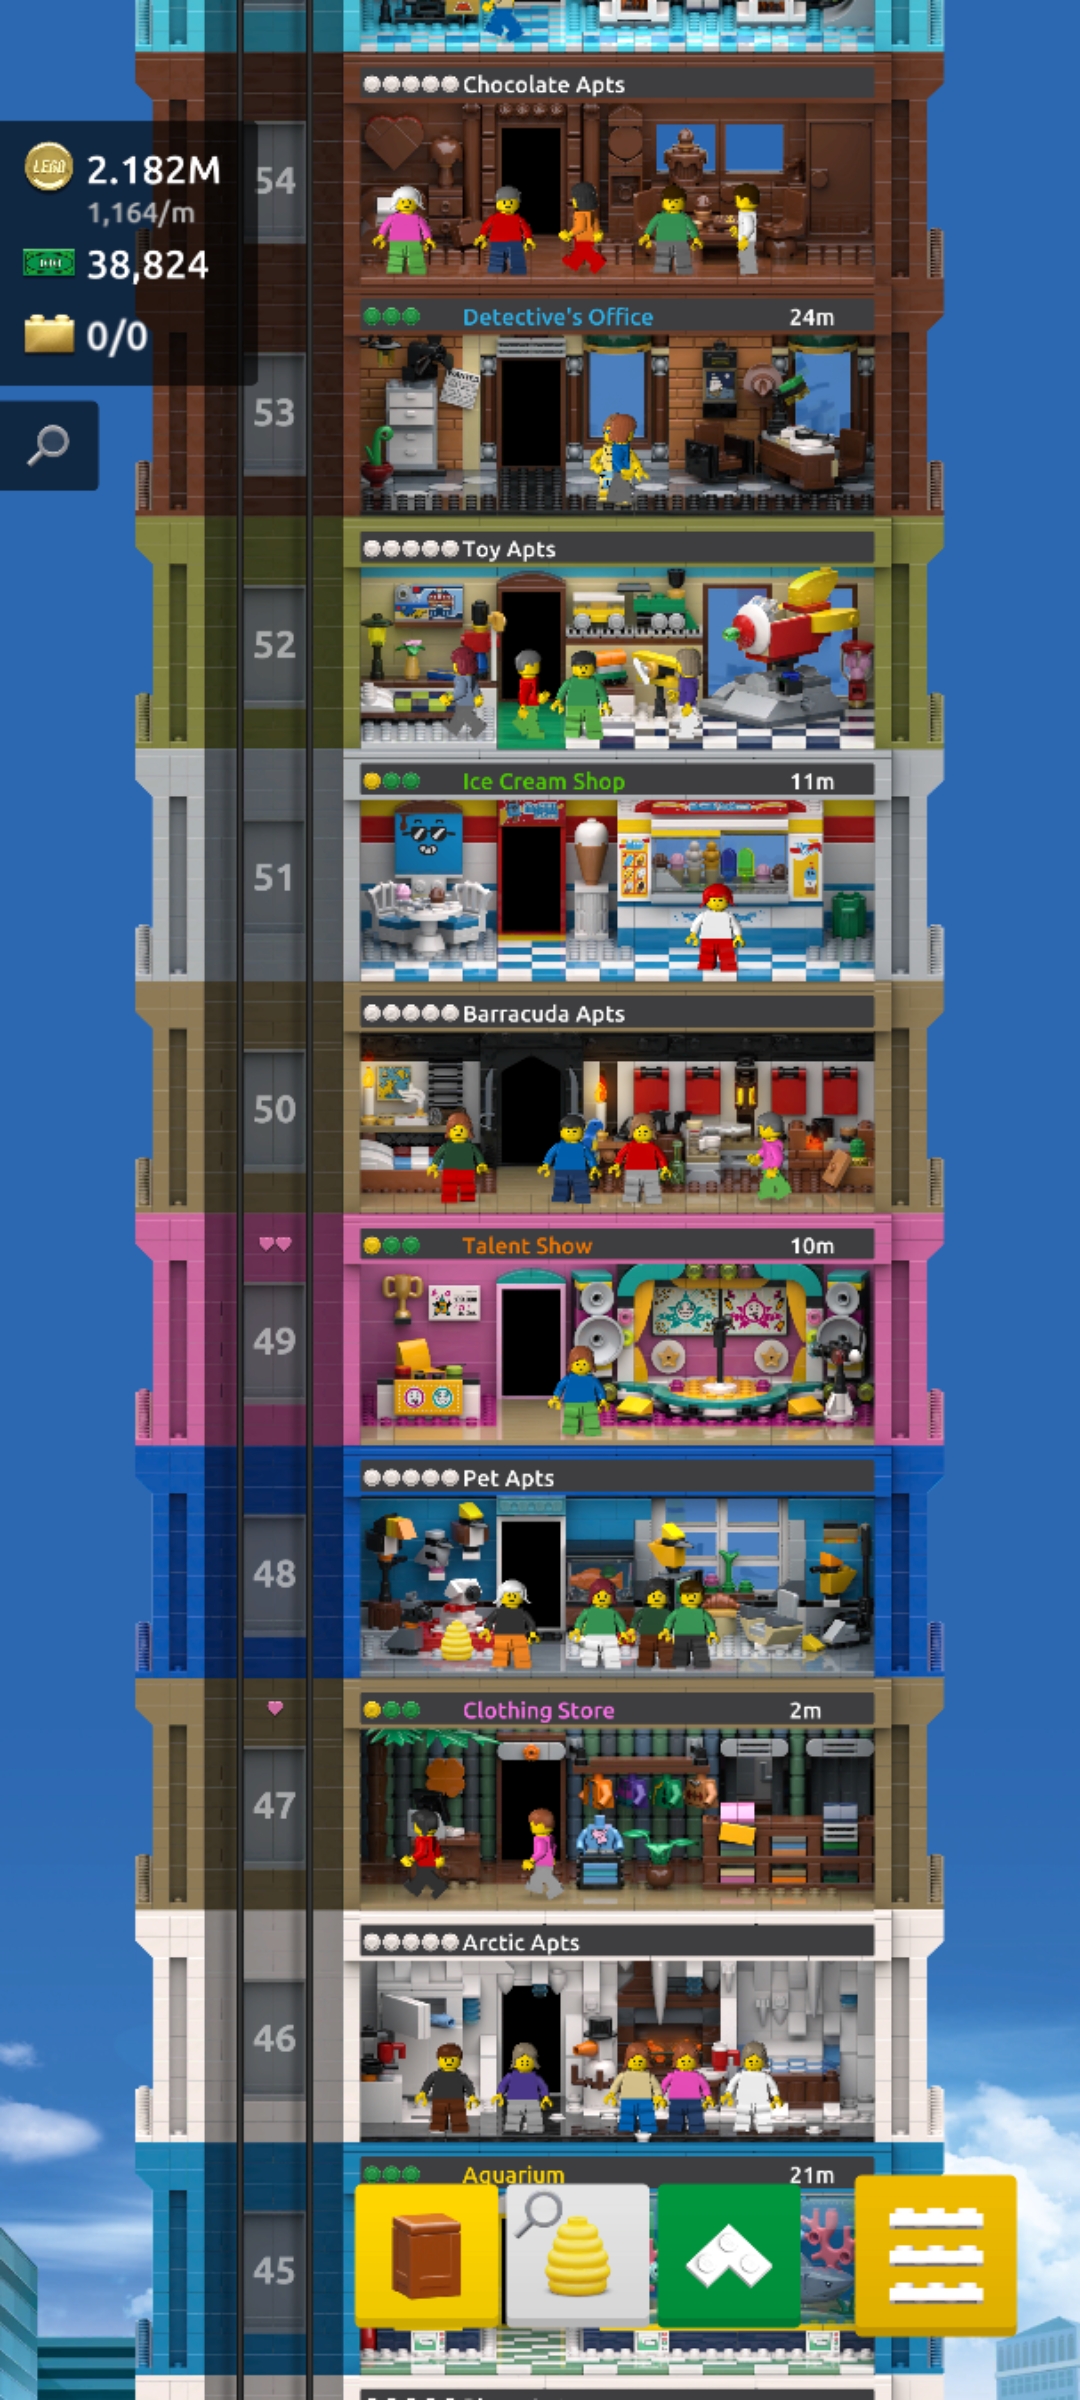 Chocolate Apts
LEGO 2.182M
1,164/m
38,824
0/0
54
Detective's Office 24m
WANTED
53
Toy Apts
52
Ice Cream Shop 11m
51
Barracuda Apts
50
Talent Show 10m
49
Pet Apts
48
Clothing Store 2m
47
Arctic Apts
46
Aquarium 21m
45